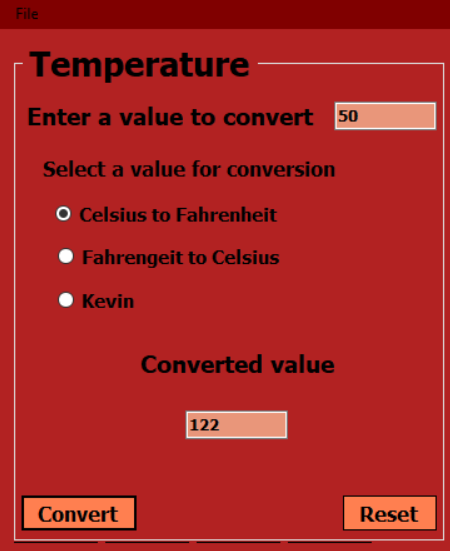 File
Temperature
Enter a value to convert 50
Select a value for conversion
Celsius to Fahrenheit
Fahrengeit to Celsius
Kevin
Converted value
122
Convert Reset